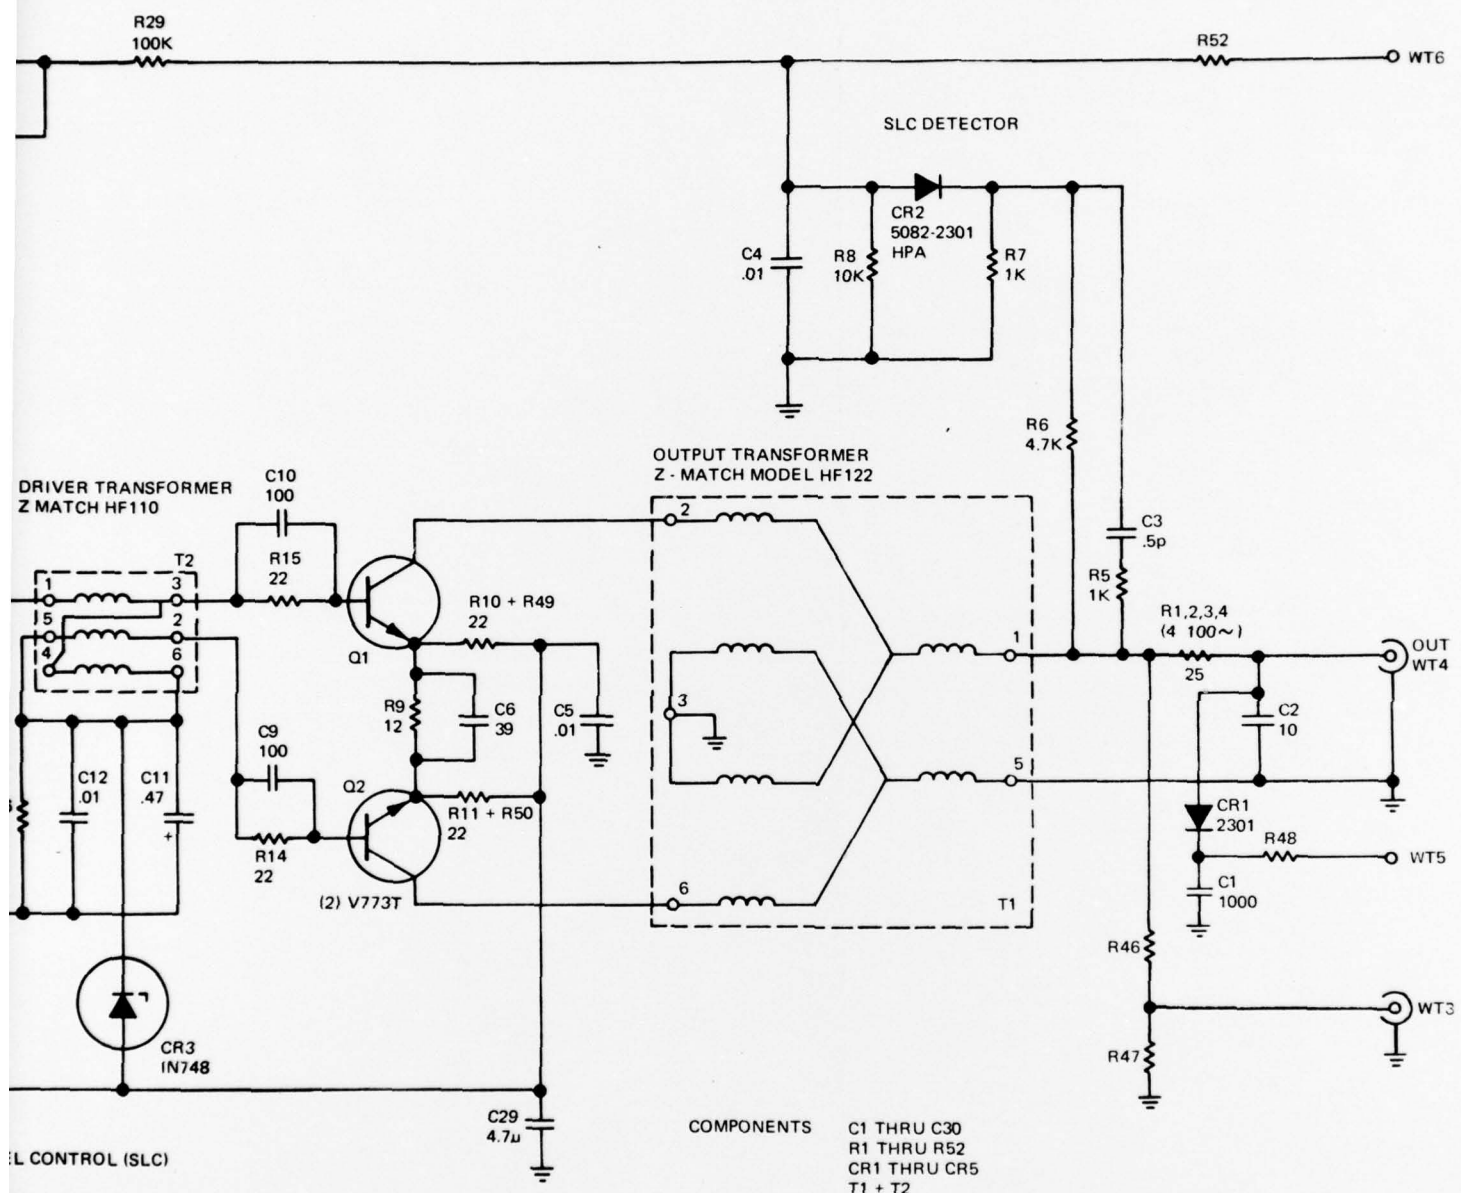 R29
100K
R52
WT6
SLC DETECTOR
CR2
5082-2301
HPA
C4
.01
R8
10K
R7
1K
R6
4.7K
OUTPUT TRANSFORMER
Z - MATCH MODEL HF122
DRIVER TRANSFORMER
Z MATCH HF110
C10
100
R15
22
T2
1
3
5
2
4
6
Q1
R10 + R49
22
R9
12
C6
39
C5
.01
2
3
1
5
6
T1
C3
.5p
R5
1K
R1,2,3,4
(4 100~)
25
OUT
WT4
C2
10
C9
100
C12
.01
C11
.47
+
Q2
R11 + R50
22
R14
22
(2) V773T
CR1
2301
R48
WT5
C1
1000
R46
WT3
R47
CR3
IN748
C29
4.7μ
EL CONTROL (SLC)
COMPONENTS
C1 THRU C30
R1 THRU R52
CR1 THRU CR5
T1 + T2